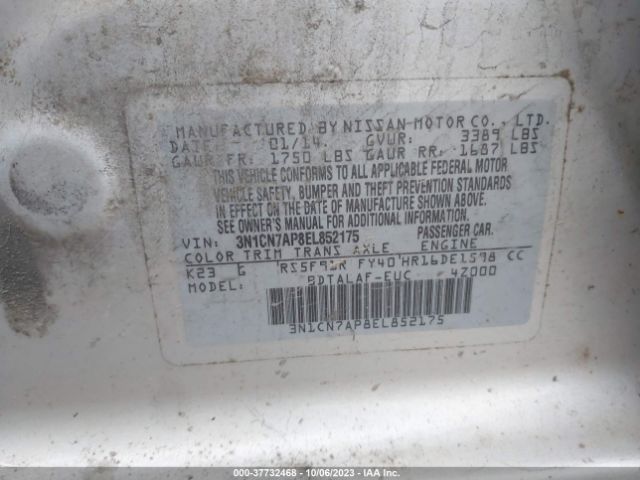 MANUFACTURED BY NISSAN MOTOR CO., LTD.
DATE: 01/14 GVWR: 3389 LBS
GAWR FR: 1750 LBS GAWR RR: 1687 LBS
THIS VEHICLE CONFORMS TO ALL APPLICABLE FEDERAL MOTOR
VEHICLE SAFETY, BUMPER AND THEFT PREVENTION STANDARDS
IN EFFECT ON THE DATE OF MANUFACTURE SHOWN ABOVE.
SEE OWNER'S MANUAL FOR ADDITIONAL INFORMATION.
VIN: 3N1CN7AP8EL852175 PASSENGER CAR.
COLOR TRIM TRANS AXLE ENGINE
K23 G RS5F91R FY40 HR16DE1598 CC
MODEL: BDTALAF-EUC 4Z000
3N1CN7AP8EL852175
000-37732468 - 10/06/2023 - IAA Inc.